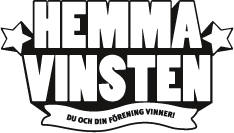 HEMMA
VINSTEN
DU OCH DIN FÖRENING VINNER!